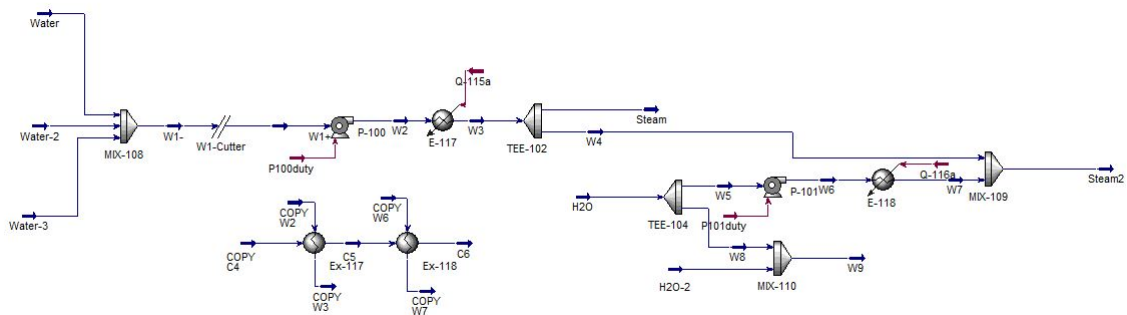 Water
Water-2
Water-3
MIX-108
W1-
W1-Cutter
W1+
P-100
P100duty
W2
Q-115a
E-117
W3
TEE-102
Steam
W4
H2O
TEE-104
W5
P101duty
P-101
W6
Q-116a
E-118
W7
MIX-109
Steam2
W8
H2O-2
MIX-110
W9
COPY
W2
COPY
W6
COPY
C4
C5
Ex-117
Ex-118
C6
COPY
W3
COPY
W7